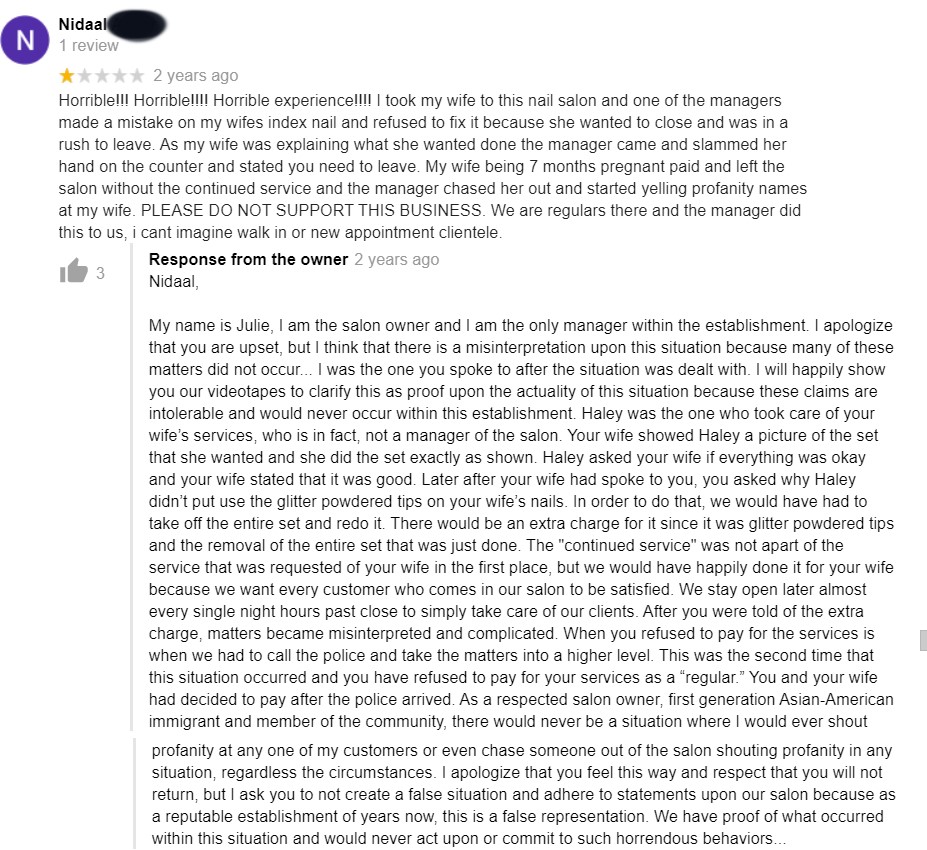 N
Nidaal
1 review
2 years ago
Horrible!!! Horrible!!!! Horrible experience!!!! I took my wife to this nail salon and one of the managers
made a mistake on my wifes index nail and refused to fix it because she wanted to close and was in a
rush to leave. As my wife was explaining what she wanted done the manager came and slammed her
hand on the counter and stated you need to leave. My wife being 7 months pregnant paid and left the
salon without the continued service and the manager chased her out and started yelling profanity names
at my wife. PLEASE DO NOT SUPPORT THIS BUSINESS. We are regulars there and the manager did
this to us, i cant imagine walk in or new appointment clientele.
3
Response from the owner 2 years ago
Nidaal,
My name is Julie, I am the salon owner and I am the only manager within the establishment. I apologize
that you are upset, but I think that there is a misinterpretation upon this situation because many of these
matters did not occur... I was the one you spoke to after the situation was dealt with. I will happily show
you our videotapes to clarify this as proof upon the actuality of this situation because these claims are
intolerable and would never occur within this establishment. Haley was the one who took care of your
wife's services, who is in fact, not a manager of the salon. Your wife showed Haley a picture of the set
that she wanted and she did the set exactly as shown. Haley asked your wife if everything was okay
and your wife stated that it was good. Later after your wife had spoke to you, you asked why Haley
didn't put use the glitter powdered tips on your wife's nails. In order to do that, we would have had to
take off the entire set and redo it. There would be an extra charge for it since it was glitter powdered tips
and the removal of the entire set that was just done. The "continued service" was not apart of the
service that was requested of your wife in the first place, but we would have happily done it for your wife
because we want every customer who comes in our salon to be satisfied. We stay open later almost
every single night hours past close to simply take care of our clients. After you were told of the extra
charge, matters became misinterpreted and complicated. When you refused to pay for the services is
when we had to call the police and take the matters into a higher level. This was the second time that
this situation occurred and you have refused to pay for your services as a “regular.” You and your wife
had decided to pay after the police arrived. As a respected salon owner, first generation Asian-American
immigrant and member of the community, there would never be a situation where I would ever shout
profanity at any one of my customers or even chase someone out of the salon shouting profanity in any
situation, regardless the circumstances. I apologize that you feel this way and respect that you will not
return, but I ask you to not create a false situation and adhere to statements upon our salon because as
a reputable establishment of years now, this is a false representation. We have proof of what occurred
within this situation and would never act upon or commit to such horrendous behaviors...